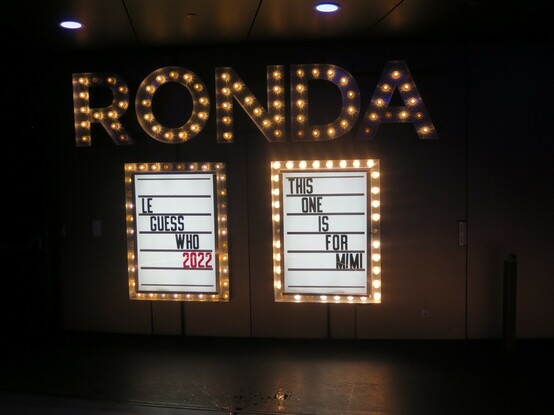 RONDA
LE
GUESS
WHO
2022
THIS
ONE
IS
FOR
MIMI